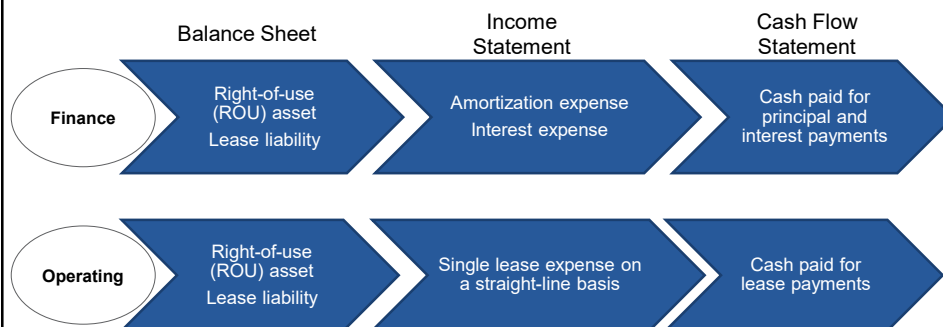 Balance Sheet
Income
Statement
Cash Flow
Statement
Finance
Right-of-use
(ROU) asset
Lease liability
Amortization expense
Interest expense
Cash paid for
principal and
interest payments
Operating
Right-of-use
(ROU) asset
Lease liability
Single lease expense on
a straight-line basis
Cash paid for
lease payments